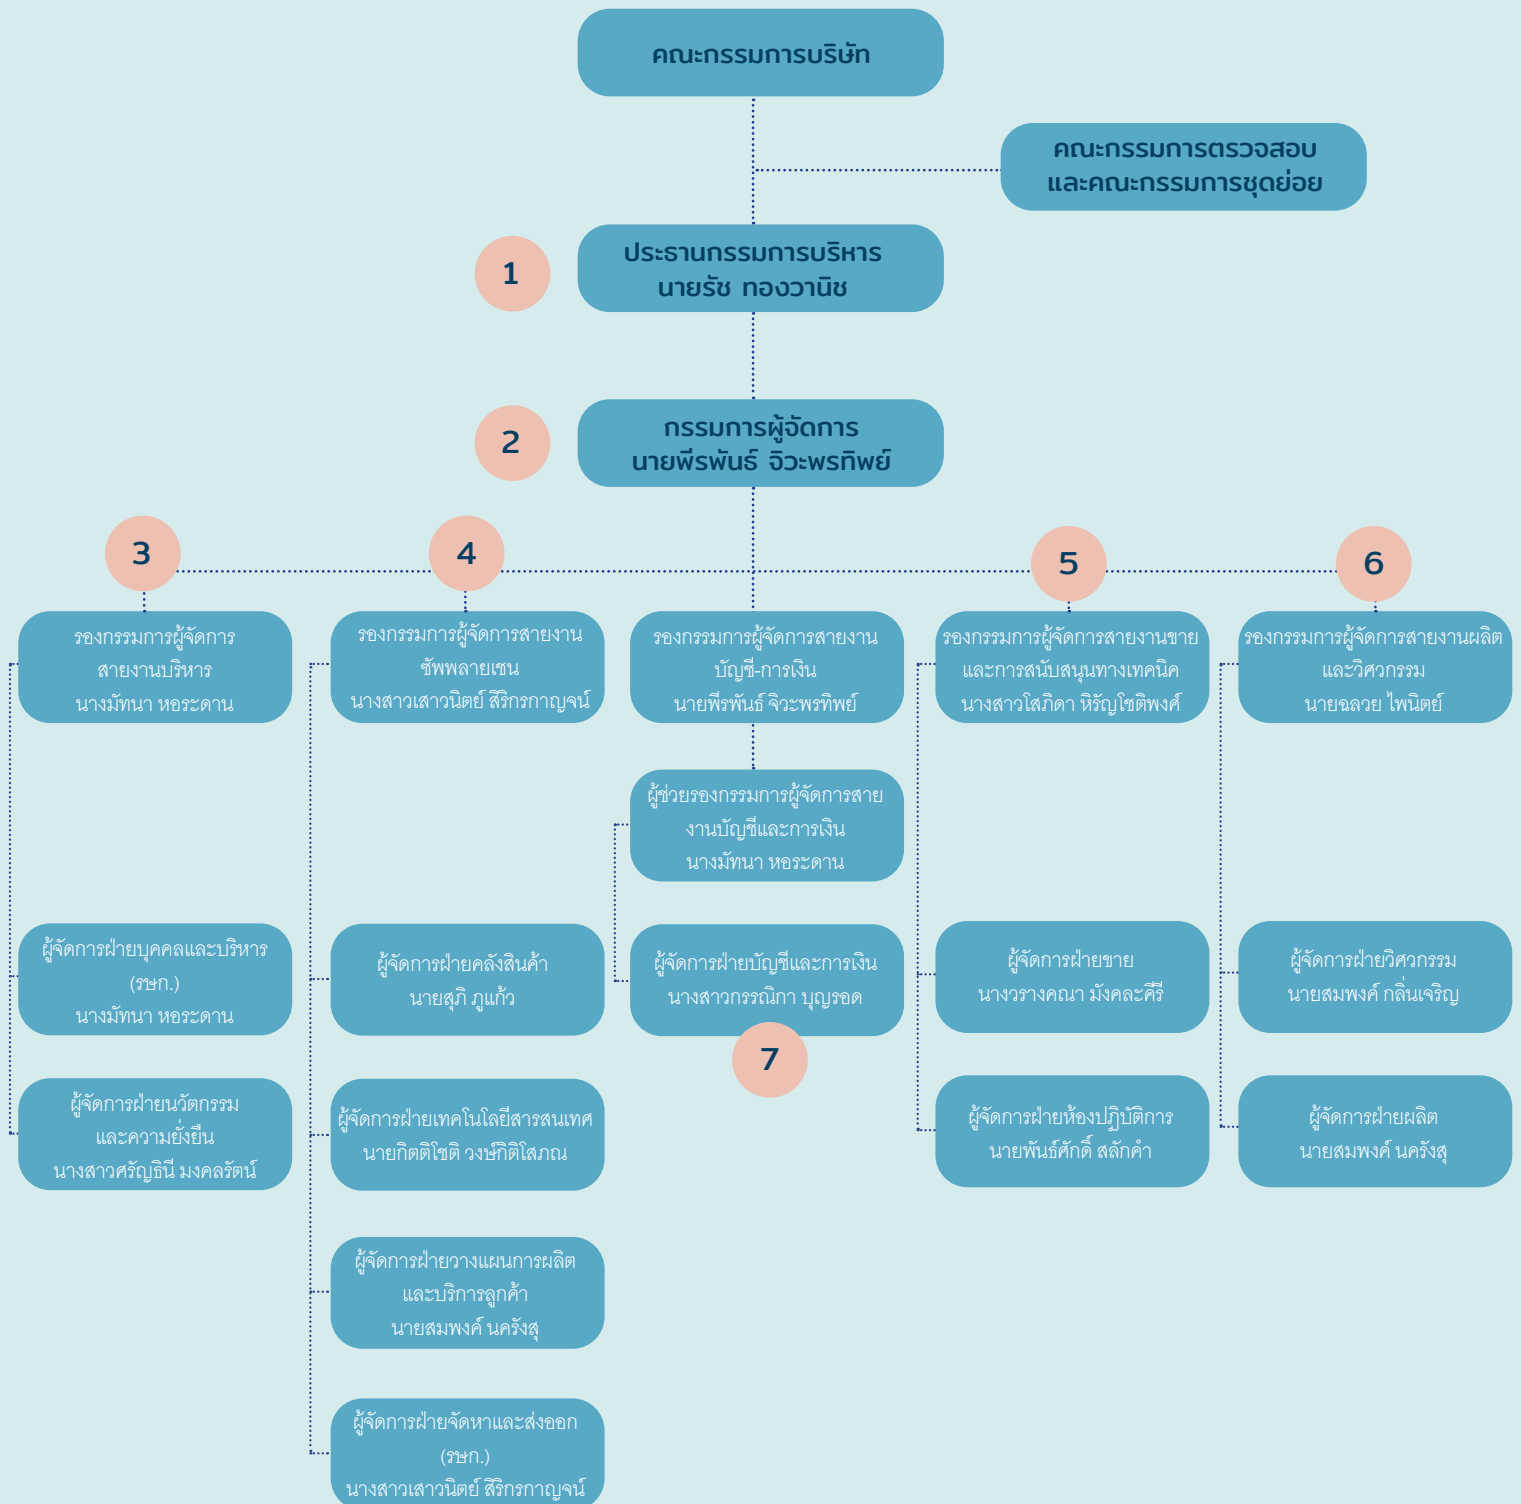 คณะกรรมการบริษัท
คณะกรรมการตรวจสอบ
และคณะกรรมการชุดย่อย
1
ประธานกรรมการบริหาร
นายรัช ทองวานิช
2
กรรมการผู้จัดการ
นายพีรพันธ์ จิวะพรทิพย์
3
4
5
6
รองกรรมการผู้จัดการ
สายงานบริหาร
นางมัทนา หอระดาน
รองกรรมการผู้จัดการสายงาน
ซัพพลายเชน
นางสาวเสาวนิตย์ สิริกรกาญจน์
รองกรรมการผู้จัดการสายงาน
บัญชี-การเงิน
นายพีรพันธ์ จิวะพรทิพย์
รองกรรมการผู้จัดการสายงานขาย
และการสนับสนุนทางเทคนิค
นางสาวโสภิดา หิรัญโชติพงศ์
รองกรรมการผู้จัดการสายงานผลิต
และวิศวกรรม
นายฉลวย ไพนิตย์
ผู้ช่วยรองกรรมการผู้จัดการสาย
งานบัญชีและการเงิน
นางมัทนา หอระดาน
ผู้จัดการฝ่ายบุคคลและบริหาร
(รษก.)
นางมัทนา หอระดาน
ผู้จัดการฝ่ายคลังสินค้า
นายสุภิ ภูแก้ว
ผู้จัดการฝ่ายบัญชีและการเงิน
นางสาวกรรณิกา บุญรอด
7
ผู้จัดการฝ่ายขาย
นางวรางคณา มังคละคีรี
ผู้จัดการฝ่ายวิศวกรรม
นายสมพงค์ กลิ่นเจริญ
ผู้จัดการฝ่ายนวัตกรรม
และความยั่งยืน
นางสาวศรัญธินี มงคลรัตน์
ผู้จัดการฝ่ายเทคโนโลยีสารสนเทศ
นายกิตติโชติ วงษ์กิติโสภณ
ผู้จัดการฝ่ายห้องปฏิบัติการ
นายพันธ์ศักดิ์ สลักคำ
ผู้จัดการฝ่ายผลิต
นายสมพงค์ นครังสุ
ผู้จัดการฝ่ายวางแผนการผลิต
และบริการลูกค้า
นายสมพงค์ นครังสุ
ผู้จัดการฝ่ายจัดหาและส่งออก
(รษก.)
นางสาวเสาวนิตย์ สิริกรกาญจน์